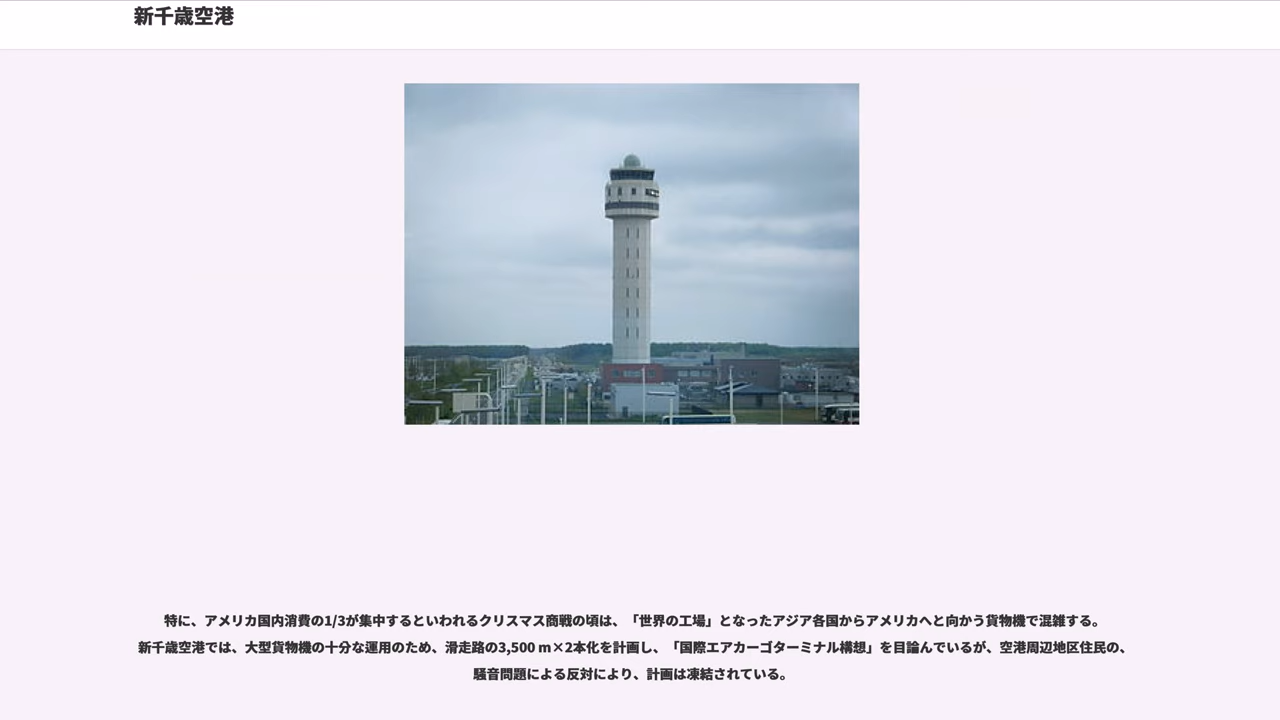 新千歳空港
特に、アメリカ国内消費の1/3が集中するといわれるクリスマス商戦の頃は、「世界の工場」となったアジア各国からアメリカへと向かう貨物機で混雑する。
新千歳空港では、大型貨物機の十分な運用のため、滑走路の3,500 m×2本化を計画し、「国際エアカーゴターミナル構想」を目論んでいるが、空港周辺地区住民の、
騒音問題による反対により、計画は凍結されている。